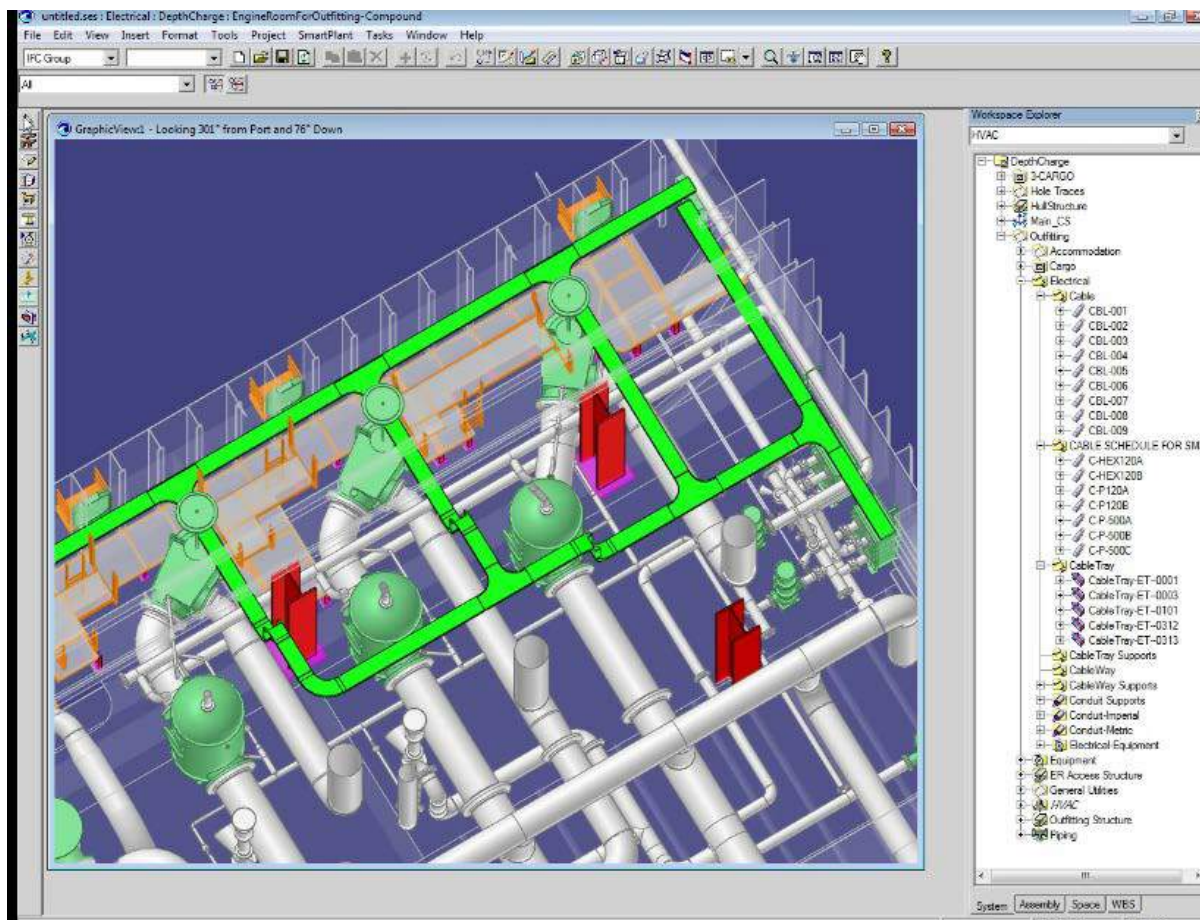 untitled.ses : Electrical : DepthCharge : EngineRoomForOutfitting-Compound
File Edit View Insert Format Tools Project SmartPlant Tasks Window Help
IFC Group
All
GraphicView:1 - Looking 301° from Port and 76° Down
Workspace Explorer
HVAC
DepthCharge
3-CARGO
Hole Traces
HullStructure
Main_CS
Outfitting
Accommodation
Cargo
Electrical
Cable
CBL-001
CBL-002
CBL-003
CBL-004
CBL-005
CBL-006
CBL-007
CBL-008
CBL-009
CABLE SCHEDULE FOR SM
C-HEX120A
C-HEX120B
C-P120A
C-P120B
C-P-500A
C-P-500B
C-P-500C
CableTray
CableTray-ET--0001
CableTray-ET--0003
CableTray-ET--0101
CableTray-ET--0312
CableTray-ET--0313
CableTray Supports
CableWay
CableWay Supports
Conduit Supports
Conduit-Imperial
Conduit-Metric
Electrical Equipment
Equipment
ER Access Structure
General Utilities
HVAC
Outfitting Structure
Piping
System Assembly Space WBS